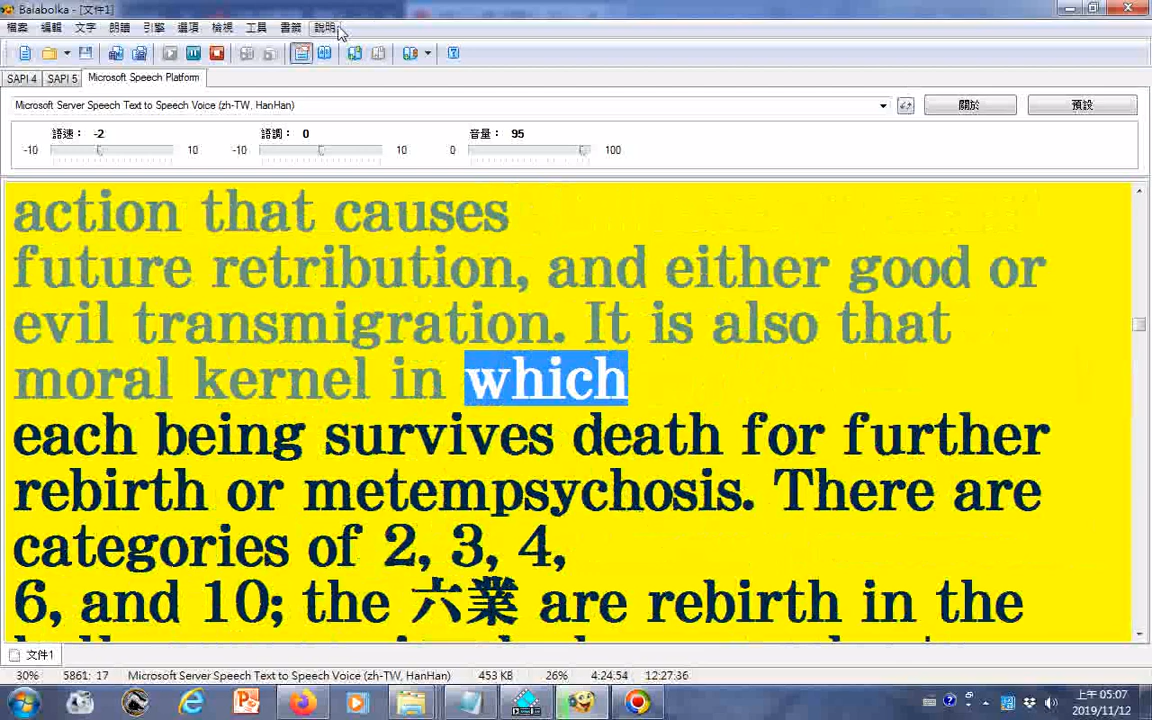 Balabolka - [文件1]
檔案 編輯 文字 朗讀 引擎 選項 檢視 工具 書籤 說明
SAPI 4 SAPI 5 Microsoft Speech Platform
Microsoft Server Speech Text to Speech Voice (zh-TW, HanHan) 關於 預設
語速： -2 語調： 0 音量： 95
-10 10 -10 10 0 100
action that causes
future retribution, and either good or
evil transmigration. It is also that
moral kernel in which
each being survives death for further
rebirth or metempsychosis. There are
categories of 2, 3, 4,
6, and 10; the 六業 are rebirth in the
文件1
30% 5861: 17 Microsoft Server Speech Text to Speech Voice (zh-TW, HanHan) 453 KB 26% 4:24:54 12:27:36
上午 05:07
2019/11/12